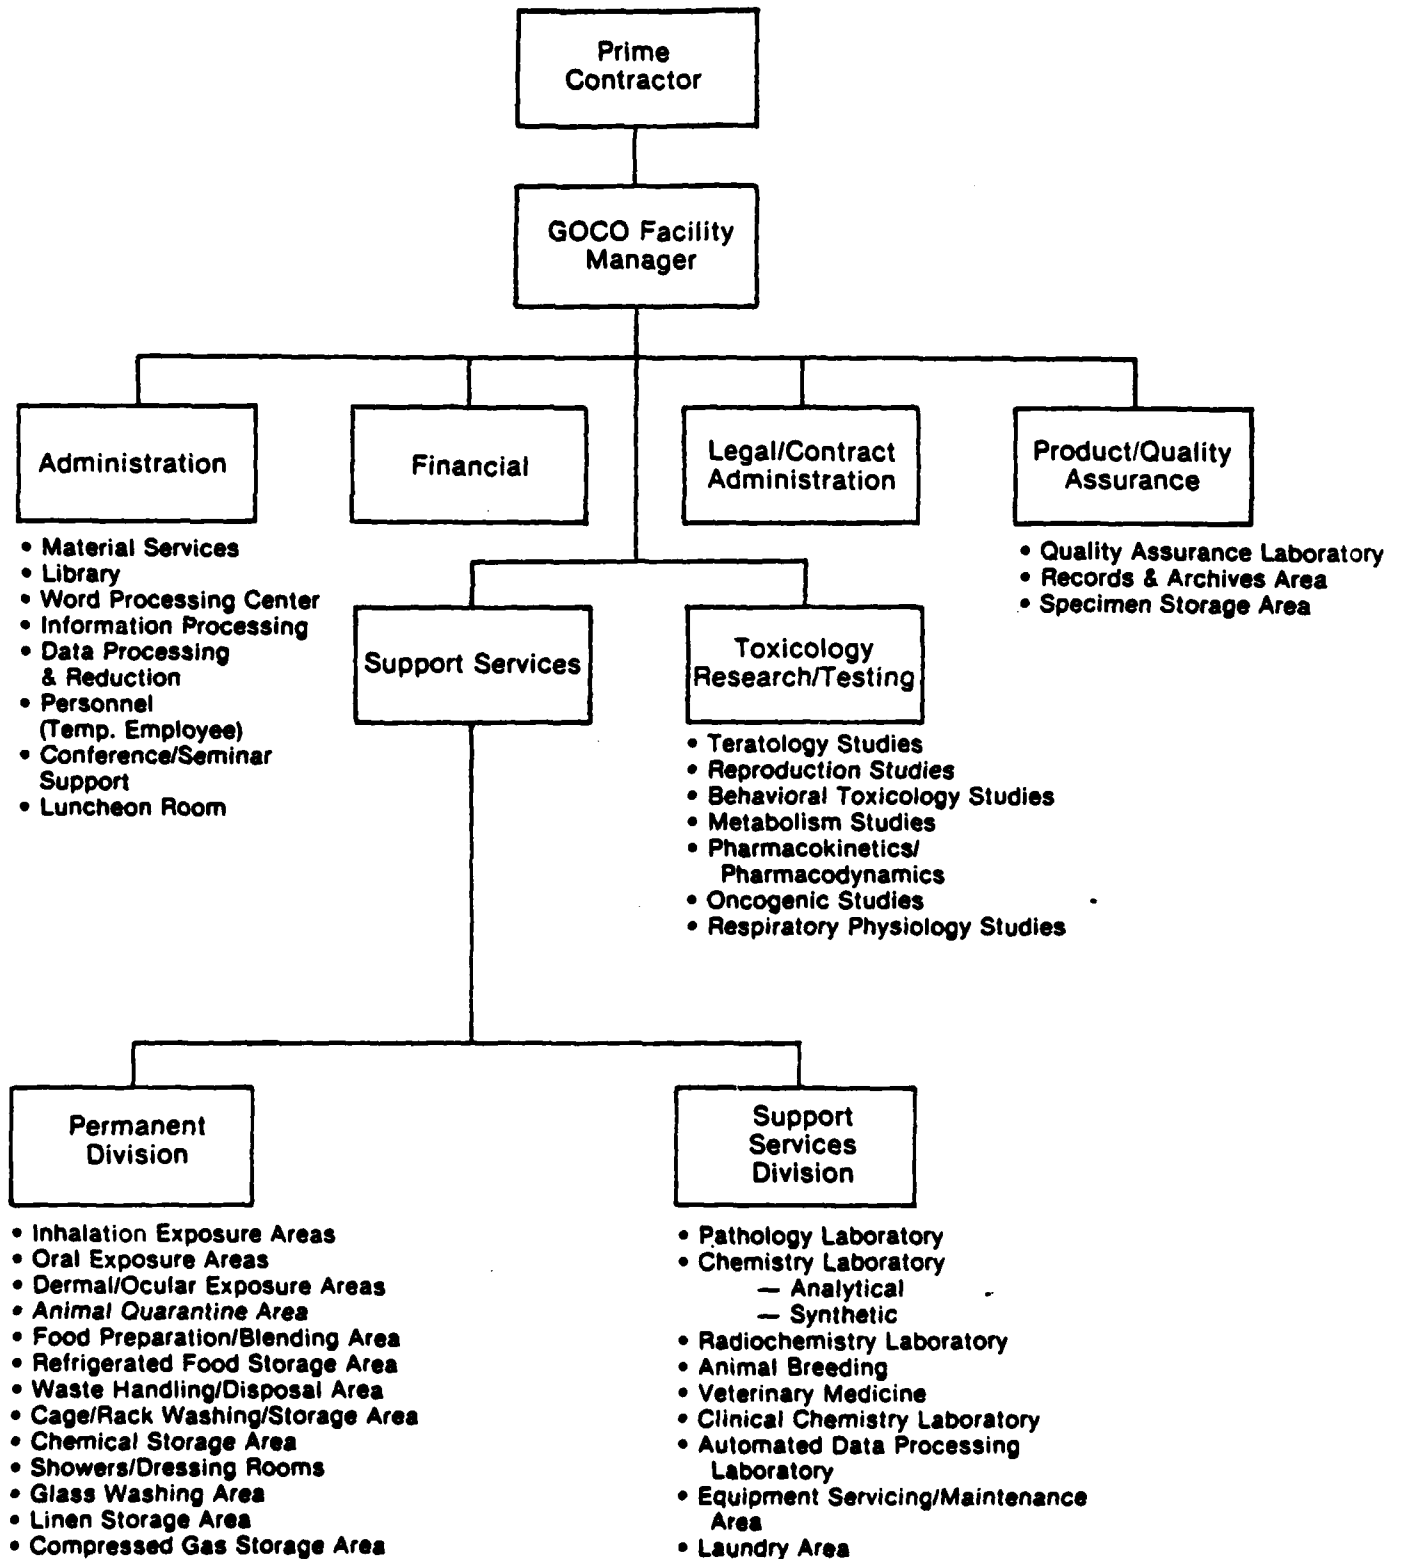 Prime
Contractor
GOCO Facility
Manager
Administration
Financial
Legal/Contract
Administration
Product/Quality
Assurance
• Material Services
• Library
• Word Processing Center
• Information Processing
• Data Processing
& Reduction
• Personnel
(Temp. Employee)
• Conference/Seminar
Support
• Luncheon Room
• Quality Assurance Laboratory
• Records & Archives Area
• Specimen Storage Area
Support Services
Toxicology
Research/Testing
• Teratology Studies
• Reproduction Studies
• Behavioral Toxicology Studies
• Metabolism Studies
• Pharmacokinetics/
Pharmacodynamics
• Oncogenic Studies
• Respiratory Physiology Studies
Permanent
Division
Support
Services
Division
• Inhalation Exposure Areas
• Oral Exposure Areas
• Dermal/Ocular Exposure Areas
• Animal Quarantine Area
• Food Preparation/Blending Area
• Refrigerated Food Storage Area
• Waste Handling/Disposal Area
• Cage/Rack Washing/Storage Area
• Chemical Storage Area
• Showers/Dressing Rooms
• Glass Washing Area
• Linen Storage Area
• Compressed Gas Storage Area
• Pathology Laboratory
• Chemistry Laboratory
— Analytical
— Synthetic
• Radiochemistry Laboratory
• Animal Breeding
• Veterinary Medicine
• Clinical Chemistry Laboratory
• Automated Data Processing
Laboratory
• Equipment Servicing/Maintenance
Area
• Laundry Area